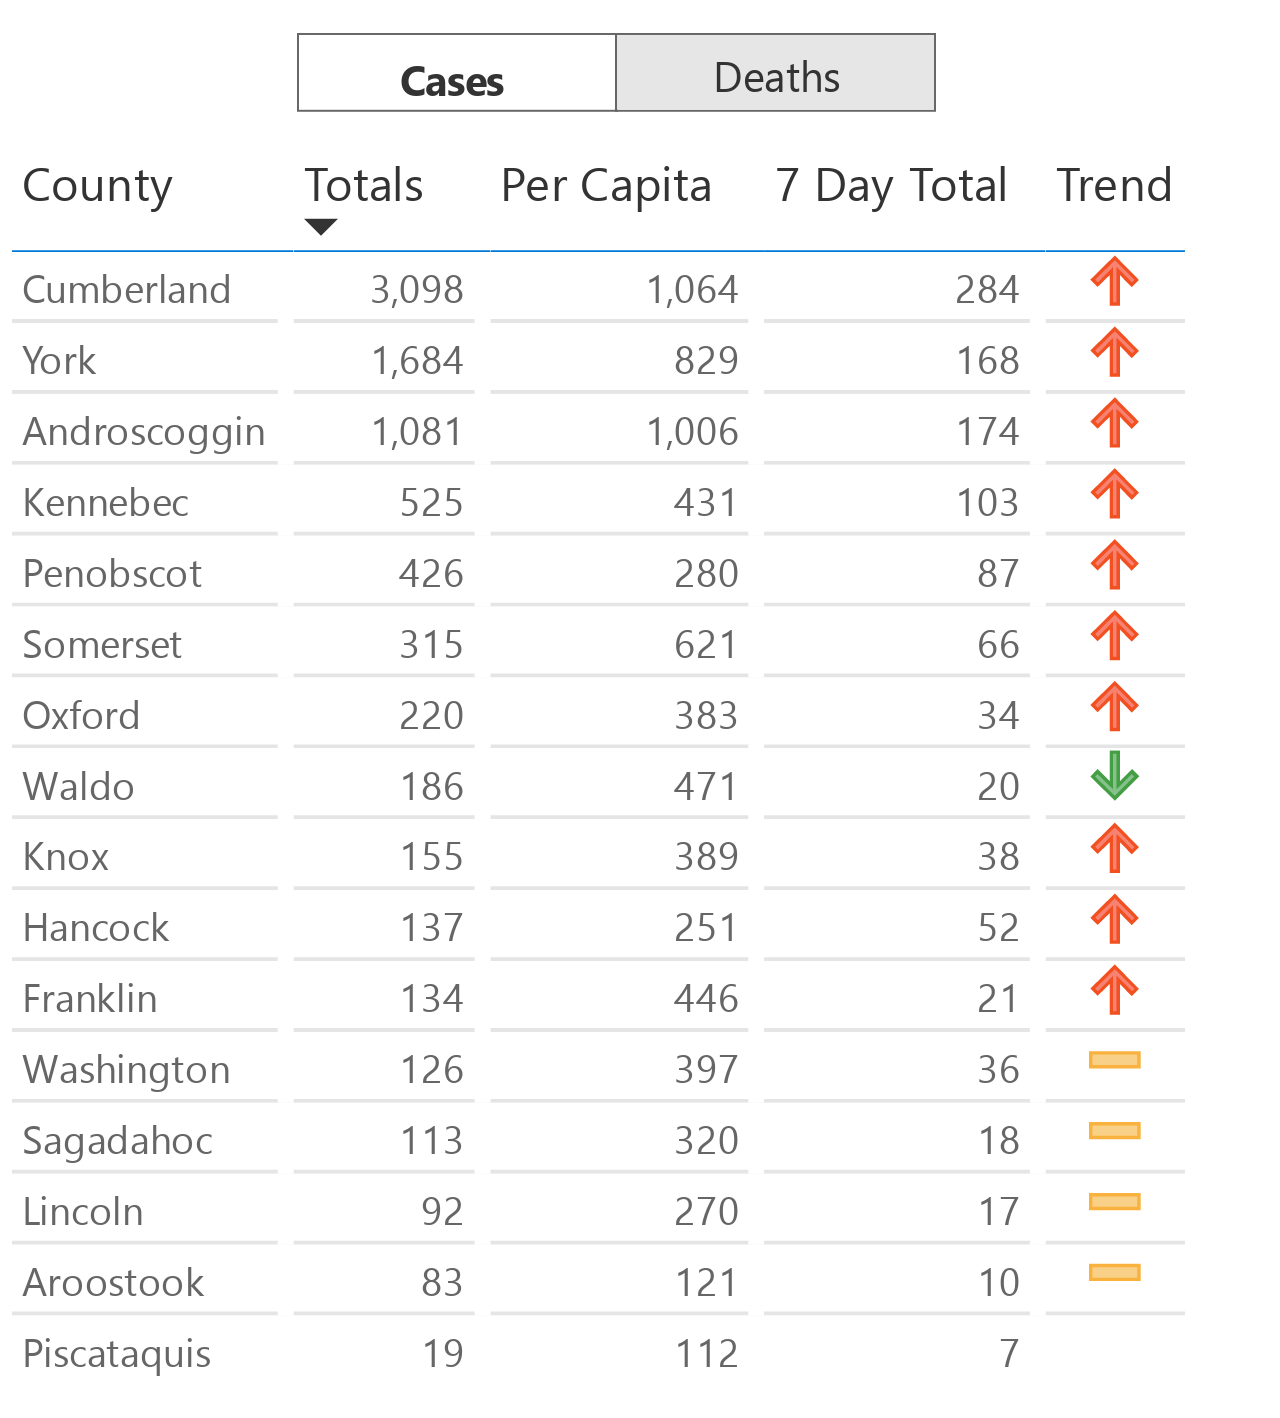 Cases Deaths
County Totals Per Capita 7 Day Total Trend
Cumberland 3,098 1,064 284
York 1,684 829 168
Androscoggin 1,081 1,006 174
Kennebec 525 431 103
Penobscot 426 280 87
Somerset 315 621 66
Oxford 220 383 34
Waldo 186 471 20
Knox 155 389 38
Hancock 137 251 52
Franklin 134 446 21
Washington 126 397 36
Sagadahoc 113 320 18
Lincoln 92 270 17
Aroostook 83 121 10
Piscataquis 19 112 7